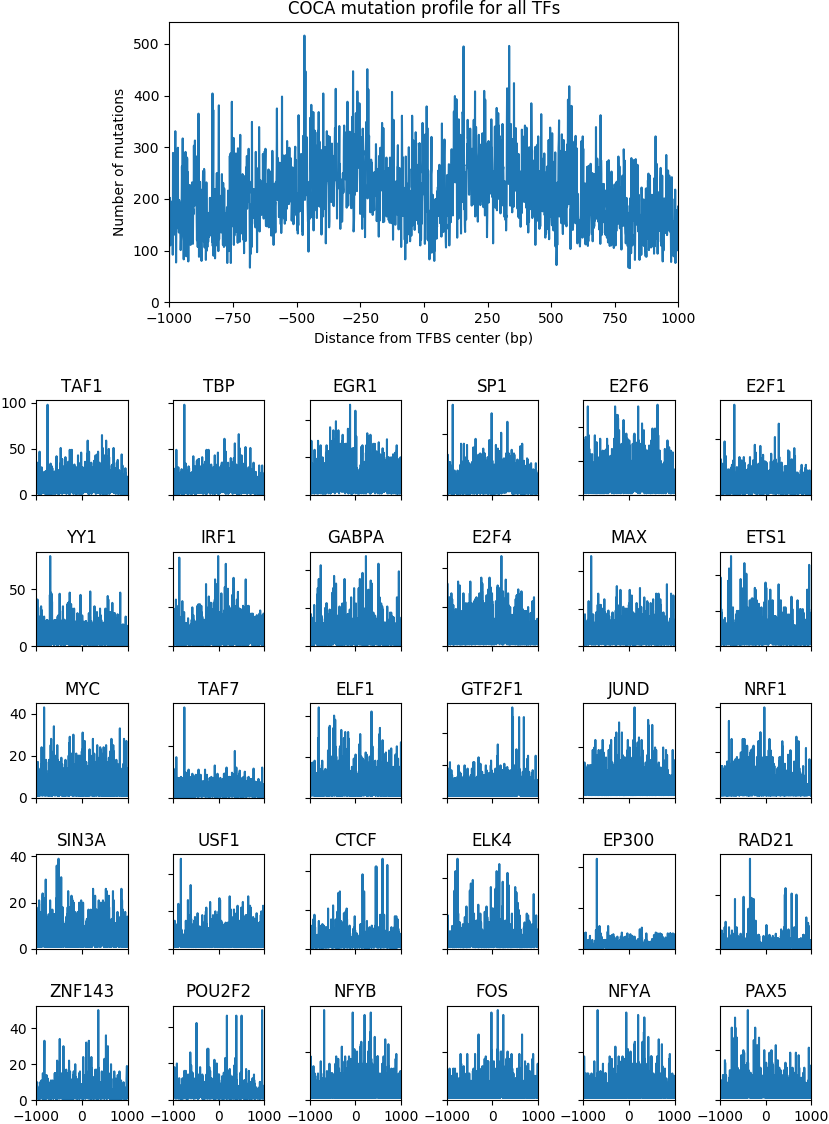 COCA mutation profile for all TFs
500
400
300
200
100
0
Number of mutations
−1000 −750 −500 −250 0 250 500 750 1000
Distance from TFBS center (bp)
TAF1 TBP EGR1 SP1 E2F6 E2F1
100
50
0
YY1 IRF1 GABPA E2F4 MAX ETS1
50
0
MYC TAF7 ELF1 GTF2F1 JUND NRF1
40
20
0
SIN3A USF1 CTCF ELK4 EP300 RAD21
40
20
0
ZNF143 POU2F2 NFYB FOS NFYA PAX5
40
20
0
−1000 0 1000 −1000 0 1000 −1000 0 1000 −1000 0 1000 −1000 0 1000 −1000 0 1000